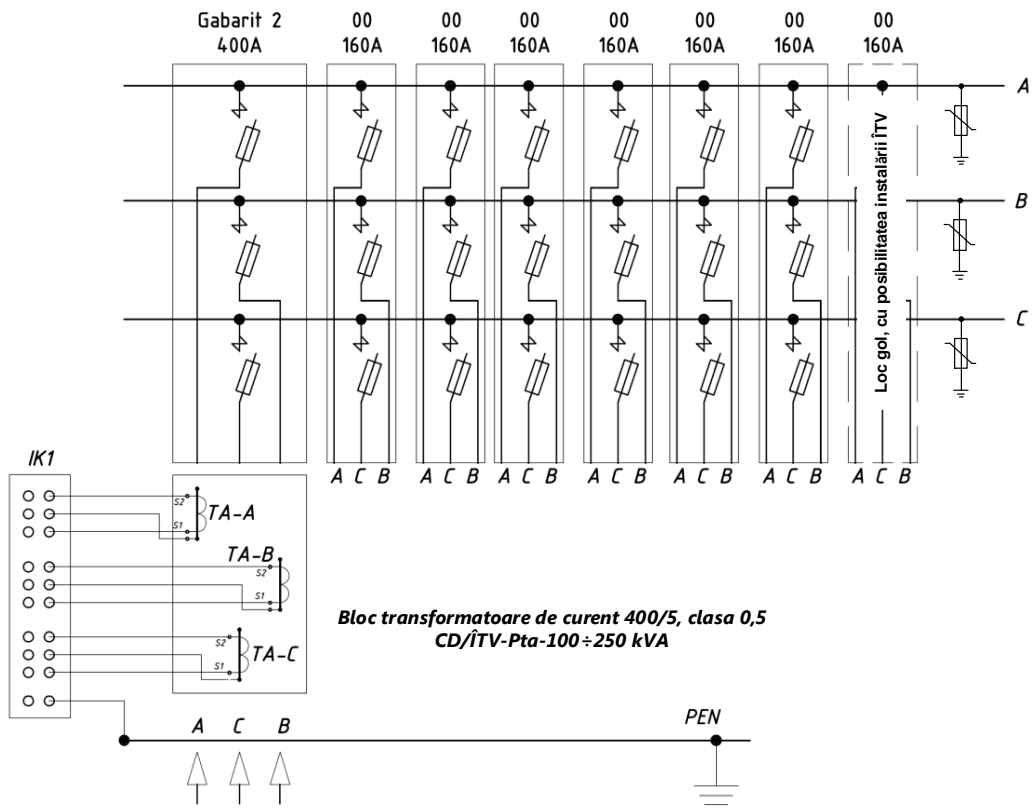 Gabarit 2 00 00 00 00 00 00 00
400A 160A 160A 160A 160A 160A 160A 160A
A
B
C
Loc gol, cu posibilitatea instalării ÎTV
A C B A C B A C B A C B A C B A C B A C B
IK1
S2
TA-A
S1
TA-B
S2
S1
Bloc transformatoare de curent 400/5, clasa 0,5
CD/ÎTV-Pta-100÷250 kVA
S2
TA-C
S1
A C B
PEN